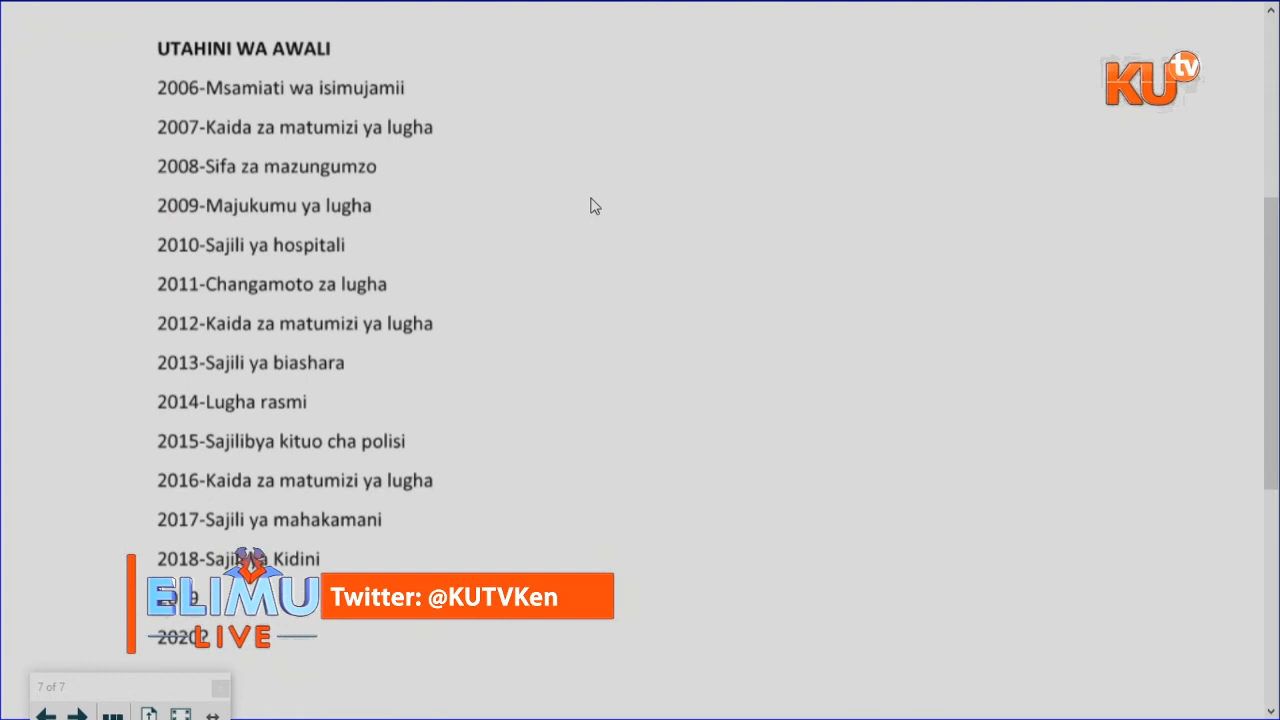 UTAHINI WA AWALI
2006-Msamiati wa isimujamii
2007-Kaida za matumizi ya lugha
2008-Sifa za mazungumzo
2009-Majukumu ya lugha
2010-Sajili ya hospitali
2011-Changamoto za lugha
2012-Kaida za matumizi ya lugha
2013-Sajili ya biashara
2014-Lugha rasmi
2015-Sajilibya kituo cha polisi
2016-Kaida za matumizi ya lugha
2017-Sajili ya mahakamani
2018- Kidini
KU tv
ELIMU
LIVE
Twitter: @KUTVKen
7 of 7